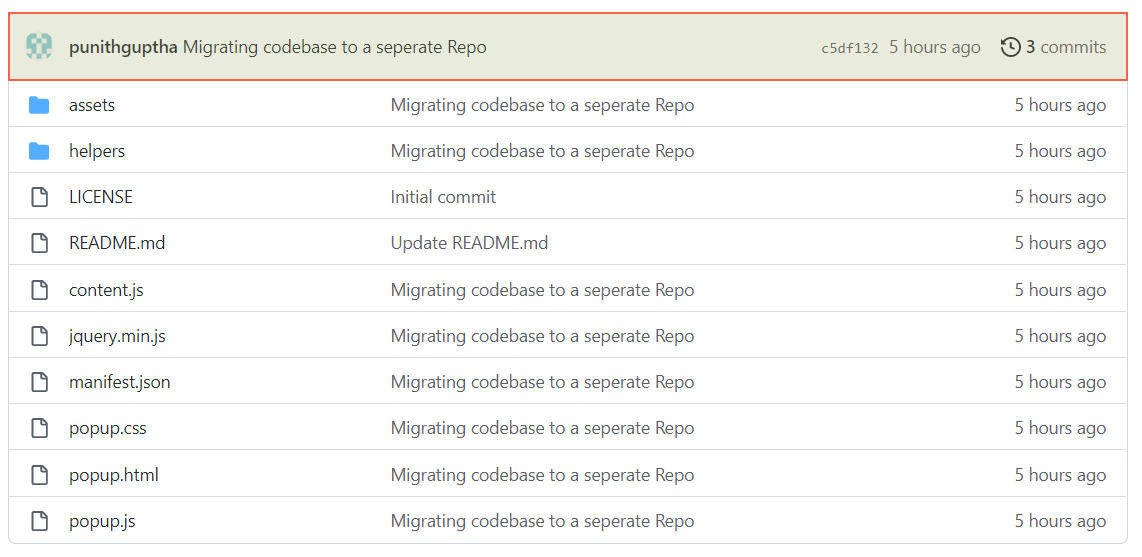 punithguptha Migrating codebase to a seperate Repo c5df132 5 hours ago 3 commits
assets Migrating codebase to a seperate Repo 5 hours ago
helpers Migrating codebase to a seperate Repo 5 hours ago
LICENSE Initial commit 5 hours ago
README.md Update README.md 5 hours ago
content.js Migrating codebase to a seperate Repo 5 hours ago
jquery.min.js Migrating codebase to a seperate Repo 5 hours ago
manifest.json Migrating codebase to a seperate Repo 5 hours ago
popup.css Migrating codebase to a seperate Repo 5 hours ago
popup.html Migrating codebase to a seperate Repo 5 hours ago
popup.js Migrating codebase to a seperate Repo 5 hours ago